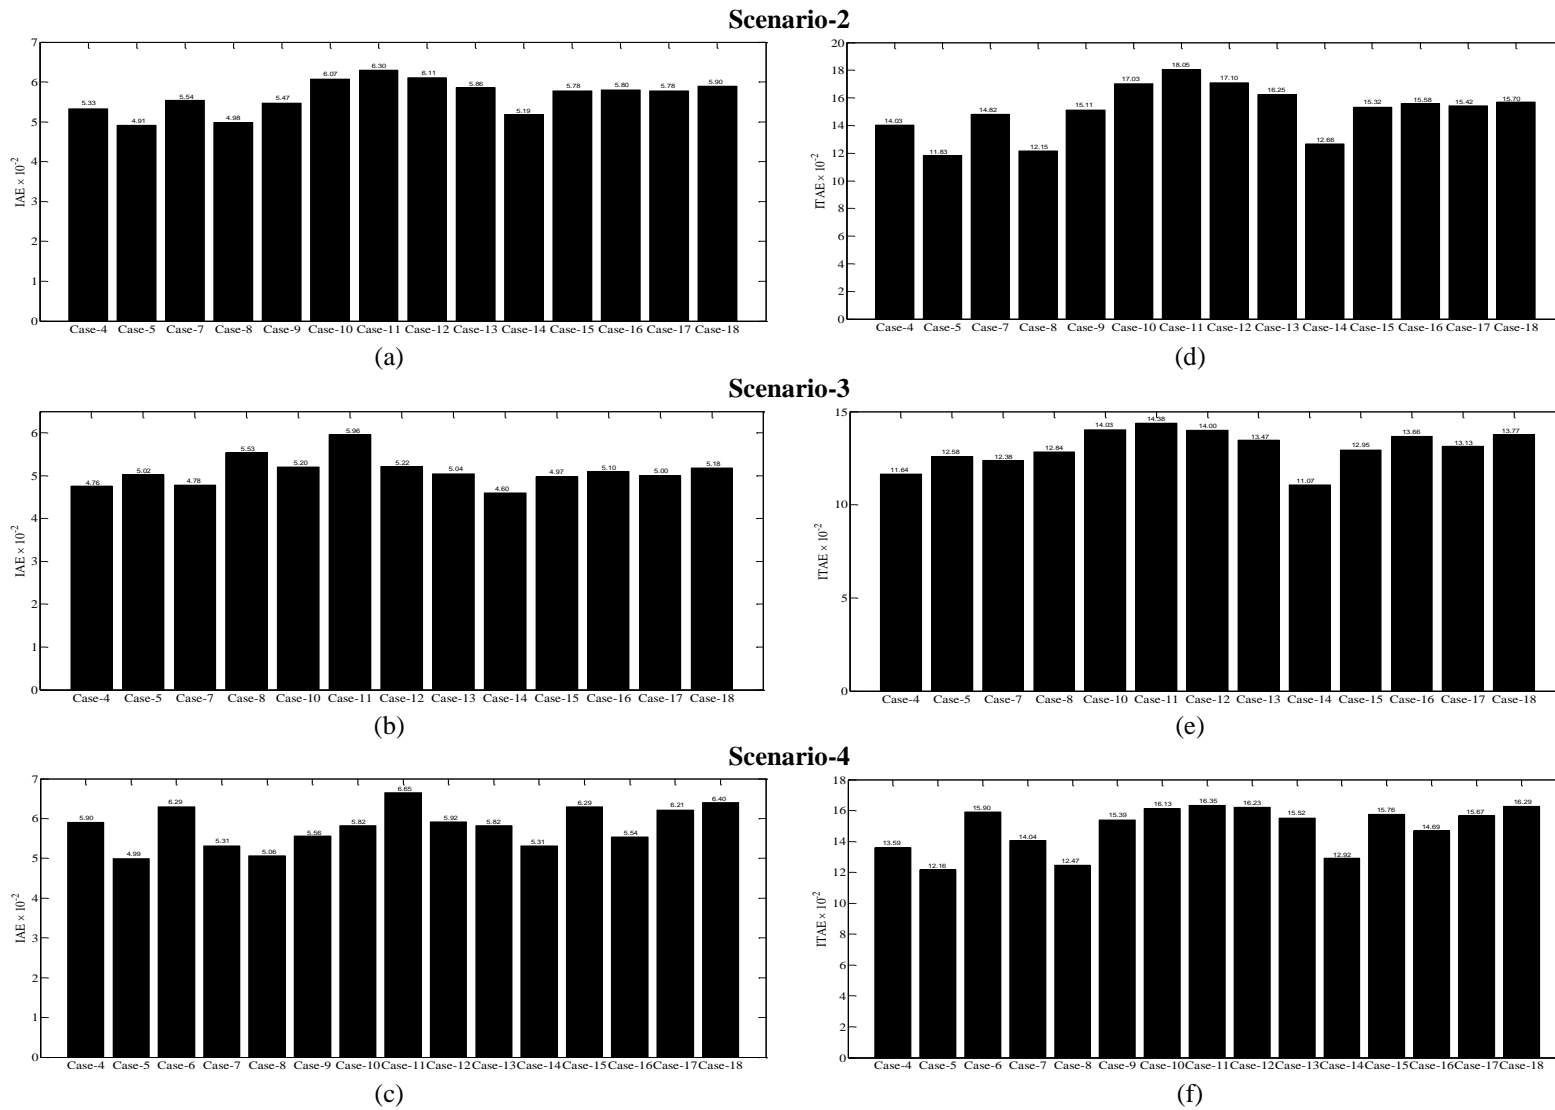 Scenario-2
7
6
5
4
3
2
1
0
IAE × 10-2
5.33 4.91 5.54 4.98 5.47 6.07 6.30 6.11 5.86 5.19 5.78 5.80 5.78 5.90
Case-4 Case-5 Case-7 Case-8 Case-9 Case-10 Case-11 Case-12 Case-13 Case-14 Case-15 Case-16 Case-17 Case-18
(a)
20
18
16
14
12
10
8
6
4
2
0
ITAE × 10-2
14.03 11.83 14.82 12.15 15.11 17.03 18.05 17.10 16.25 12.66 15.32 15.58 15.42 15.70
Case-4 Case-5 Case-7 Case-8 Case-9 Case-10 Case-11 Case-12 Case-13 Case-14 Case-15 Case-16 Case-17 Case-18
(d)
Scenario-3
6
5
4
3
2
1
0
IAE × 10-2
4.76 5.02 4.78 5.53 5.20 5.96 5.22 5.04 4.60 4.97 5.10 5.00 5.18
Case-4 Case-5 Case-7 Case-8 Case-10 Case-11 Case-12 Case-13 Case-14 Case-15 Case-16 Case-17 Case-18
(b)
15
10
5
0
ITAE × 10-2
11.64 12.58 12.38 12.84 14.03 14.38 14.00 13.47 11.07 12.95 13.66 13.13 13.77
Case-4 Case-5 Case-7 Case-8 Case-10 Case-11 Case-12 Case-13 Case-14 Case-15 Case-16 Case-17 Case-18
(e)
Scenario-4
7
6
5
4
3
2
1
0
IAE × 10-2
5.90 4.99 6.29 5.31 5.06 5.56 5.82 6.65 5.92 5.82 5.31 6.29 5.54 6.21 6.40
Case-4 Case-5 Case-6 Case-7 Case-8 Case-9 Case-10 Case-11 Case-12 Case-13 Case-14 Case-15 Case-16 Case-17 Case-18
(c)
18
16
14
12
10
8
6
4
2
0
ITAE × 10-2
13.59 12.16 15.90 14.04 12.47 15.39 16.13 16.35 16.23 15.52 12.92 15.76 14.69 15.67 16.29
Case-4 Case-5 Case-6 Case-7 Case-8 Case-9 Case-10 Case-11 Case-12 Case-13 Case-14 Case-15 Case-16 Case-17 Case-18
(f)